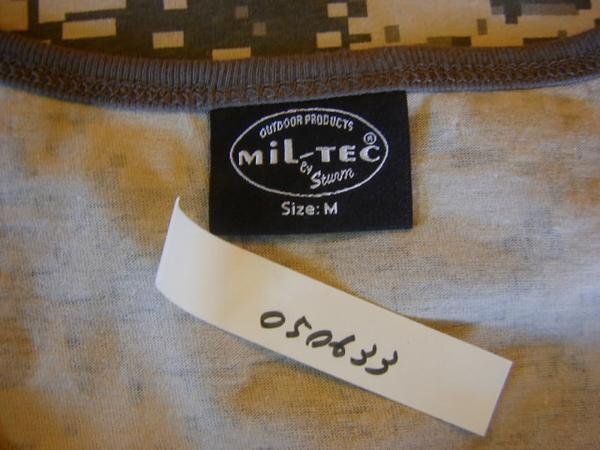 OUTDOOR PRODUCTS
MiL-TEC®
by
Sturm
Size: M
050633